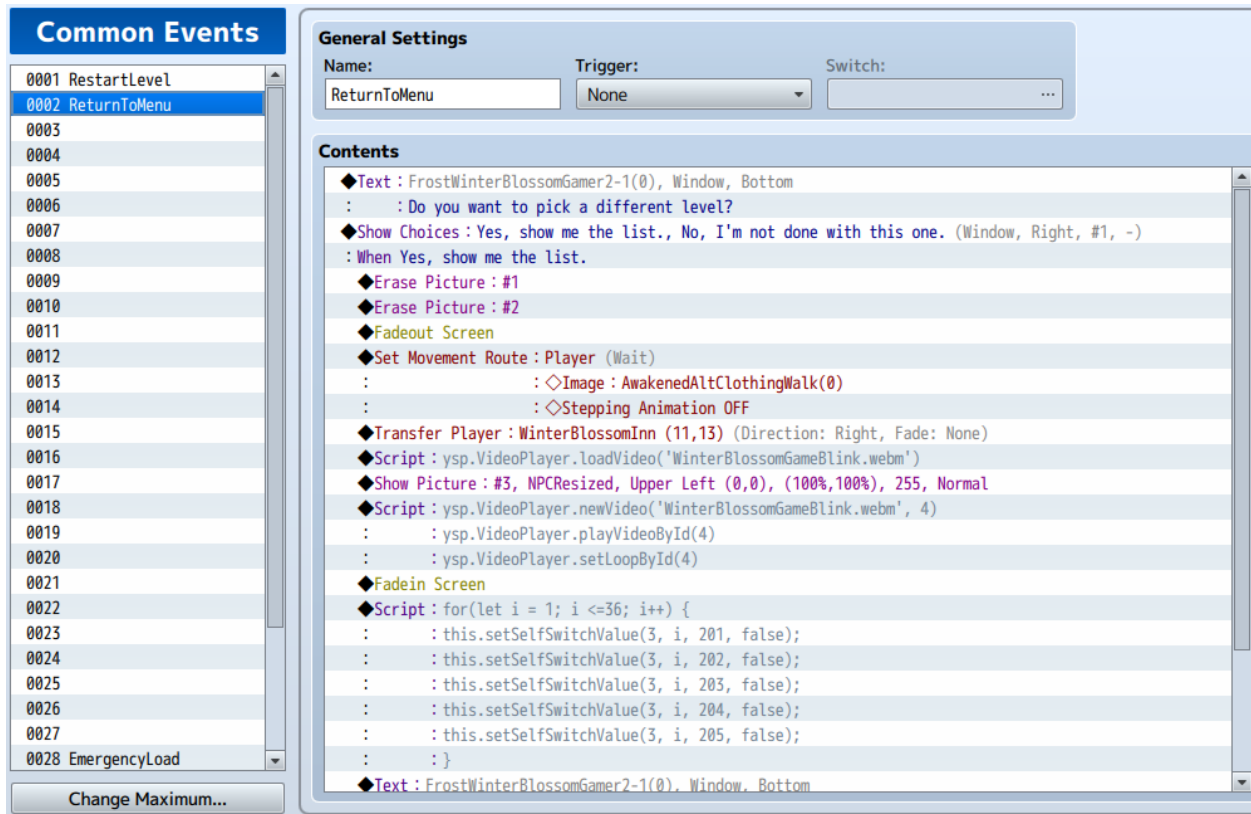 Common Events
0001 RestartLevel
0002 ReturnToMenu
0003
0004
0005
0006
0007
0008
0009
0010
0011
0012
0013
0014
0015
0016
0017
0018
0019
0020
0021
0022
0023
0024
0025
0026
0027
0028 EmergencyLoad
Change Maximum...
General Settings
Name: Trigger: Switch:
ReturnToMenu None ...
Contents
◆Text：FrostWinterBlossomGamer2-1(0), Window, Bottom
：　：Do you want to pick a different level?
◆Show Choices：Yes, show me the list., No, I'm not done with this one. (Window, Right, #1, -)
：When Yes, show me the list.
◆Erase Picture：#1
◆Erase Picture：#2
◆Fadeout Screen
◆Set Movement Route：Player (Wait)
：　：◇Image：AwakenedAltClothingWalk(0)
：　：◇Stepping Animation OFF
◆Transfer Player：WinterBlossomInn (11,13) (Direction: Right, Fade: None)
◆Script：ysp.VideoPlayer.loadVideo('WinterBlossomGameBlink.webm')
◆Show Picture：#3, NPCResized, Upper Left (0,0), (100%,100%), 255, Normal
◆Script：ysp.VideoPlayer.newVideo('WinterBlossomGameBlink.webm', 4)
：　：ysp.VideoPlayer.playVideoById(4)
：　：ysp.VideoPlayer.setLoopById(4)
◆Fadein Screen
◆Script：for(let i = 1; i <=36; i++) {
：　：this.setSelfSwitchValue(3, i, 201, false);
：　：this.setSelfSwitchValue(3, i, 202, false);
：　：this.setSelfSwitchValue(3, i, 203, false);
：　：this.setSelfSwitchValue(3, i, 204, false);
：　：this.setSelfSwitchValue(3, i, 205, false);
：　：}
◆Text：FrostWinterBlossomGamer2-1(0), Window, Bottom